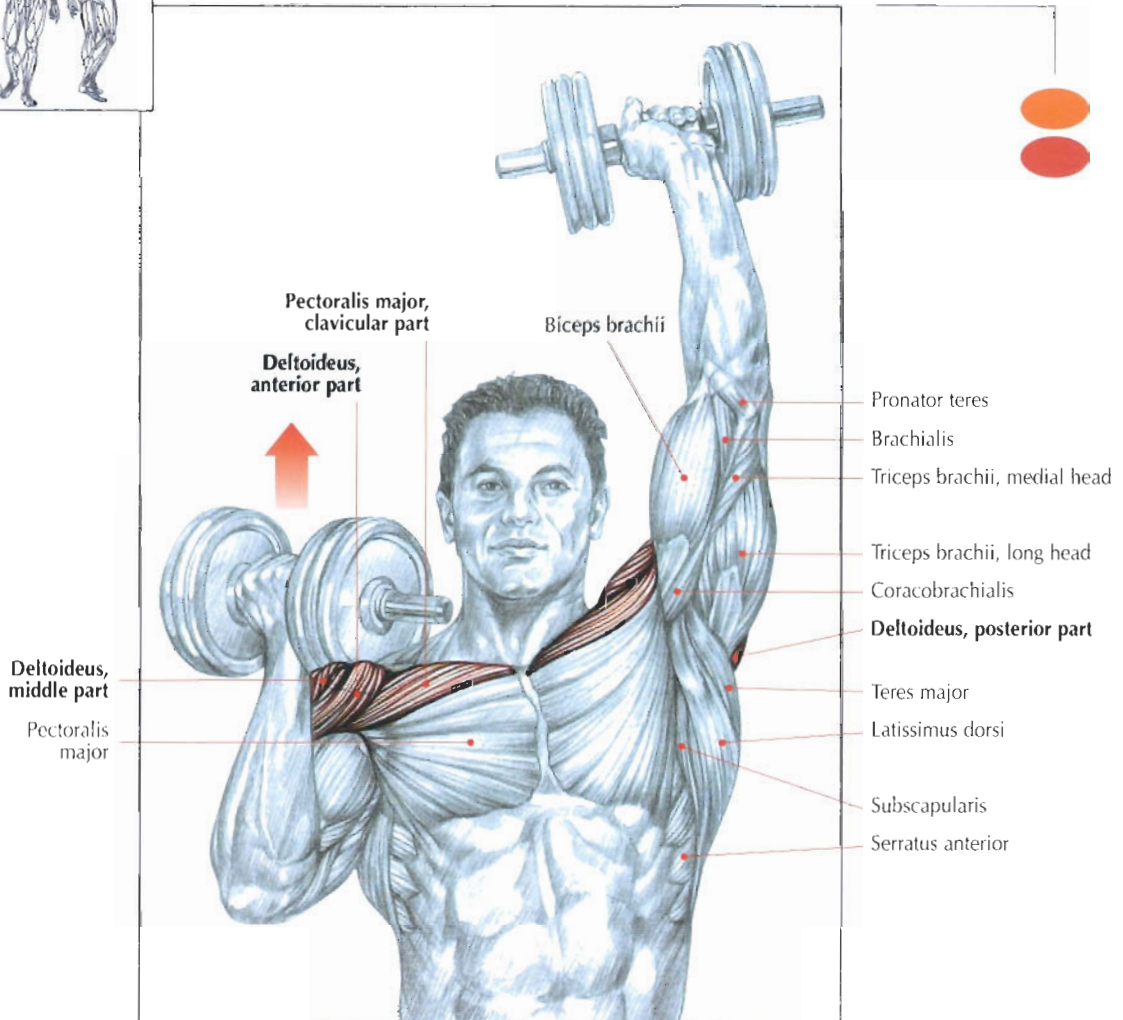 Pectoralis major,
clavicular part
Biceps brachii
Deltoideus,
anterior part
Pronator teres
Brachialis
Triceps brachii, medial head
Triceps brachii, long head
Coracobrachialis
Deltoideus, posterior part
Deltoideus,
middle part
Teres major
Pectoralis
major
Latissimus dorsi
Subscapularis
Serratus anterior